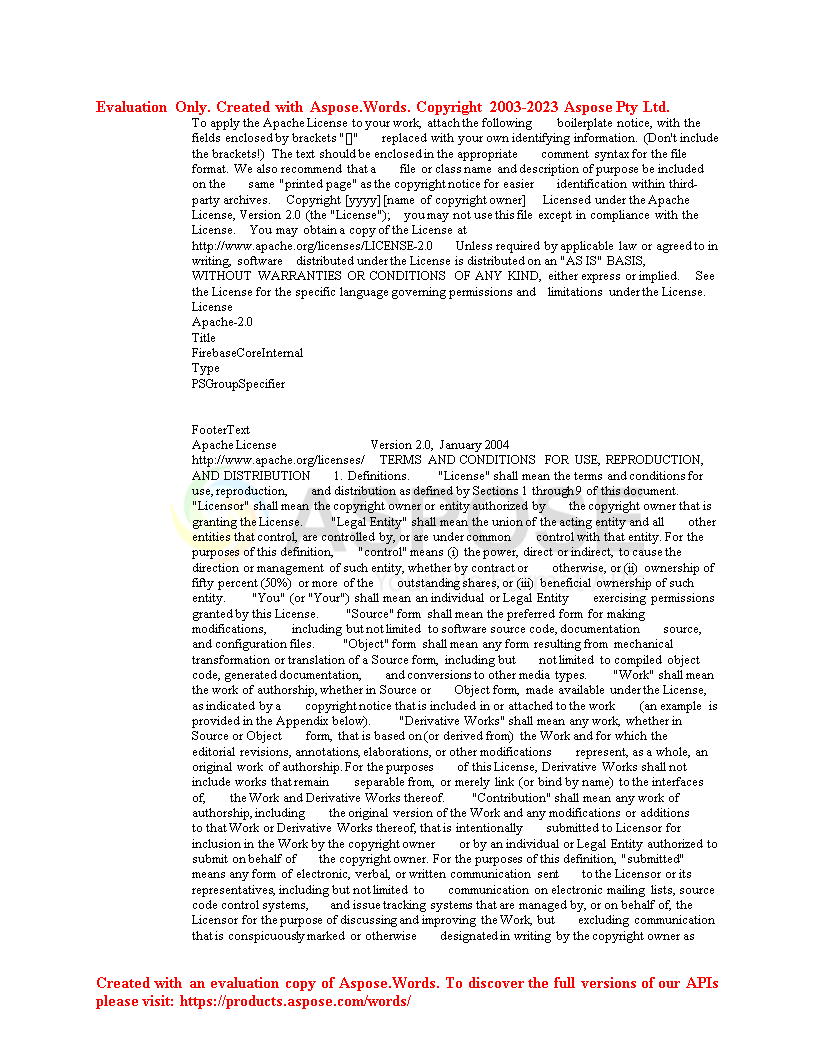 Evaluation Only. Created with Aspose.Words. Copyright 2003-2023 Aspose Pty Ltd.
To apply the Apache License to your work, attach the following boilerplate notice, with the
fields enclosed by brackets "[]" replaced with your own identifying information. (Don't include
the brackets!) The text should be enclosed in the appropriate comment syntax for the file
format. We also recommend that a file or class name and description of purpose be included
on the same "printed page" as the copyright notice for easier identification within third-
party archives. Copyright [yyyy] [name of copyright owner] Licensed under the Apache
License, Version 2.0 (the "License"); you may not use this file except in compliance with the
License. You may obtain a copy of the License at
http://www.apache.org/licenses/LICENSE-2.0 Unless required by applicable law or agreed to in
writing, software distributed under the License is distributed on an "AS IS" BASIS,
WITHOUT WARRANTIES OR CONDITIONS OF ANY KIND, either express or implied. See
the License for the specific language governing permissions and limitations under the License.
License
Apache-2.0
Title
FirebaseCoreInternal
Type
PSGroupSpecifier
FooterText
Apache License Version 2.0, January 2004
http://www.apache.org/licenses/ TERMS AND CONDITIONS FOR USE, REPRODUCTION,
AND DISTRIBUTION 1. Definitions. "License" shall mean the terms and conditions for
use, reproduction, and distribution as defined by Sections 1 through 9 of this document.
"Licensor" shall mean the copyright owner or entity authorized by the copyright owner that is
granting the License. "Legal Entity" shall mean the union of the acting entity and all other
entities that control, are controlled by, or are under common control with that entity. For the
purposes of this definition, "control" means (i) the power, direct or indirect, to cause the
direction or management of such entity, whether by contract or otherwise, or (ii) ownership of
fifty percent (50%) or more of the outstanding shares, or (iii) beneficial ownership of such
entity. "You" (or "Your") shall mean an individual or Legal Entity exercising permissions
granted by this License. "Source" form shall mean the preferred form for making
modifications, including but not limited to software source code, documentation source,
and configuration files. "Object" form shall mean any form resulting from mechanical
transformation or translation of a Source form, including but not limited to compiled object
code, generated documentation, and conversions to other media types. "Work" shall mean
the work of authorship, whether in Source or Object form, made available under the License,
as indicated by a copyright notice that is included in or attached to the work (an example is
provided in the Appendix below). "Derivative Works" shall mean any work, whether in
Source or Object form, that is based on (or derived from) the Work and for which the
editorial revisions, annotations, elaborations, or other modifications represent, as a whole, an
original work of authorship. For the purposes of this License, Derivative Works shall not
include works that remain separable from, or merely link (or bind by name) to the interfaces
of, the Work and Derivative Works thereof. "Contribution" shall mean any work of
authorship, including the original version of the Work and any modifications or additions
to that Work or Derivative Works thereof, that is intentionally submitted to Licensor for
inclusion in the Work by the copyright owner or by an individual or Legal Entity authorized to
submit on behalf of the copyright owner. For the purposes of this definition, "submitted"
means any form of electronic, verbal, or written communication sent to the Licensor or its
representatives, including but not limited to communication on electronic mailing lists, source
code control systems, and issue tracking systems that are managed by, or on behalf of, the
Licensor for the purpose of discussing and improving the Work, but excluding communication
that is conspicuously marked or otherwise designated in writing by the copyright owner as
Created with an evaluation copy of Aspose.Words. To discover the full versions of our APIs
please visit: https://products.aspose.com/words/